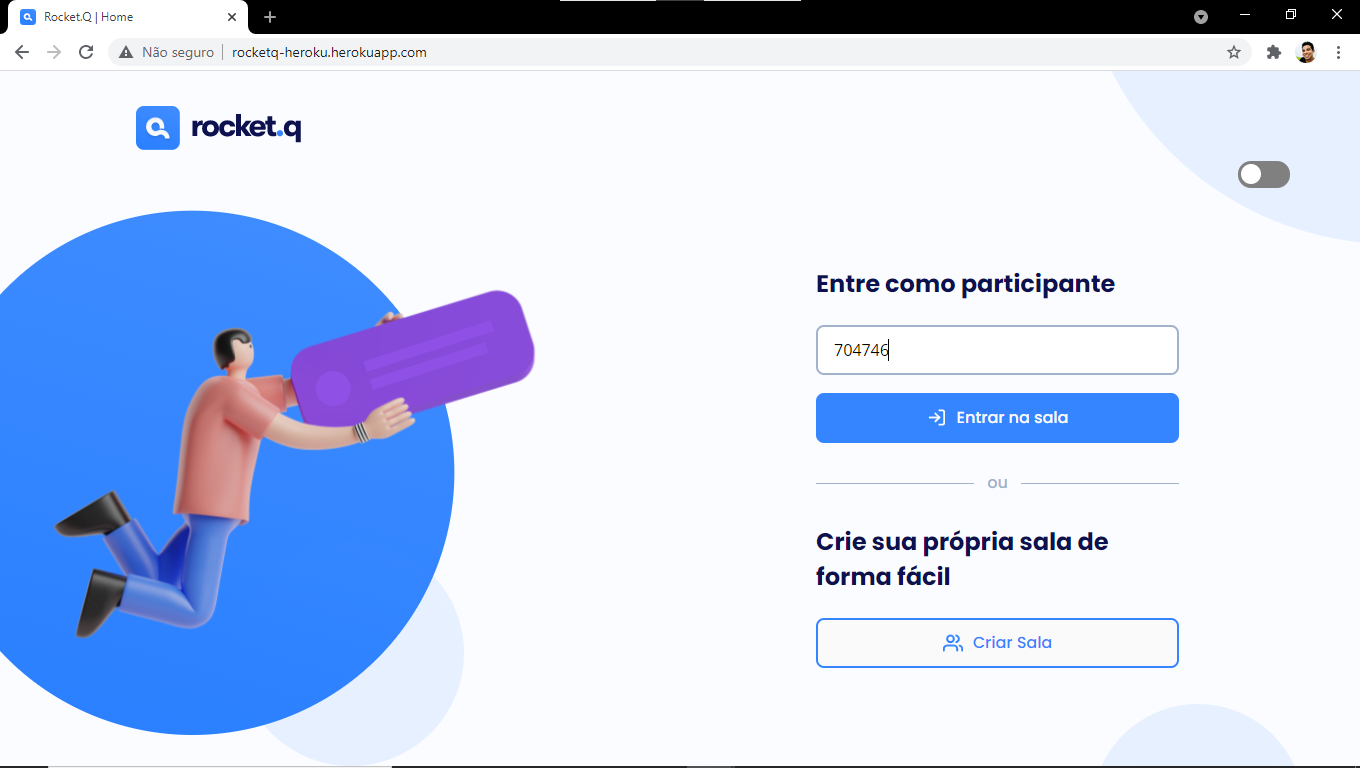 Rocket.Q | Home
Não seguro
rocketq-heroku.herokuapp.com
rocket.q
Entre como participante
704746
Entrar na sala
ou
Crie sua própria sala de
forma fácil
Criar Sala